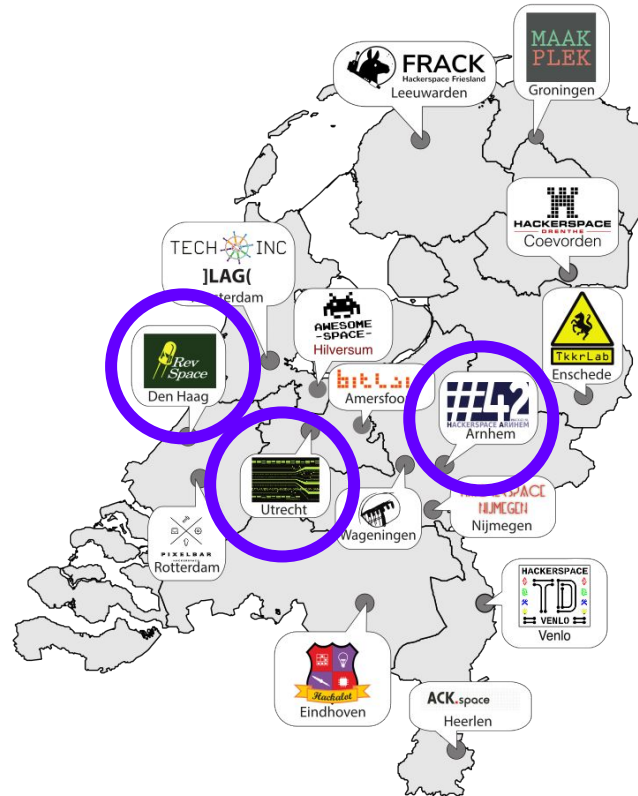 FRACK
Hackerspace Friesland
Leeuwarden
MAAK
PLEK
Groningen
HACKERSPACE
DRENTHE
Coevorden
TECH INC
]LAG(
AWESOME
-SPACE-
Hilversum
TkkrLab
Enschede
Rev
Space
Den Haag
Amersfoo
#42
HACKERSPACE ARNHEM
Arnhem
Utrecht
Wageningen
NIJMEGEN
Nijmegen
PIXELBAR
Rotterdam
HACKERSPACE
TD
VENLO
Venlo
Hackalot
Eindhoven
ACK.space
Heerlen